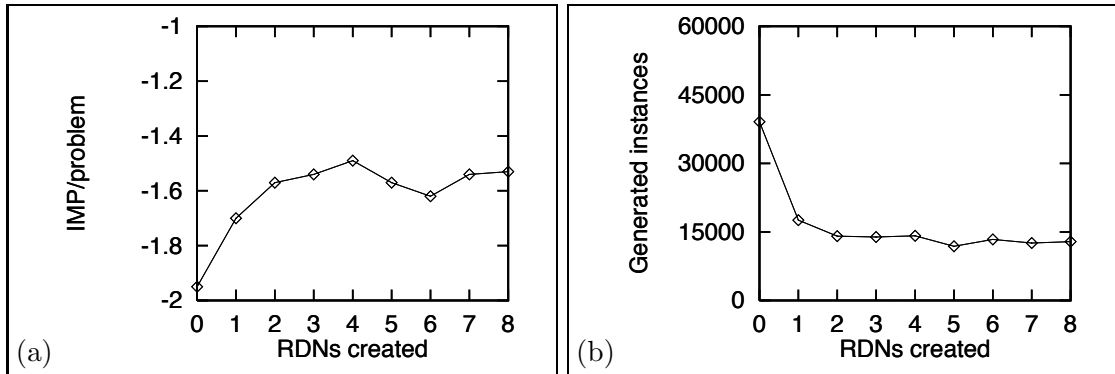 -1
-1.2
-1.4
-1.6
-1.8
-2
IMP/problem
0 1 2 3 4 5 6 7 8
RDNs created
(a)
60000
45000
30000
15000
0
Generated instances
0 1 2 3 4 5 6 7 8
RDNs created
(b)